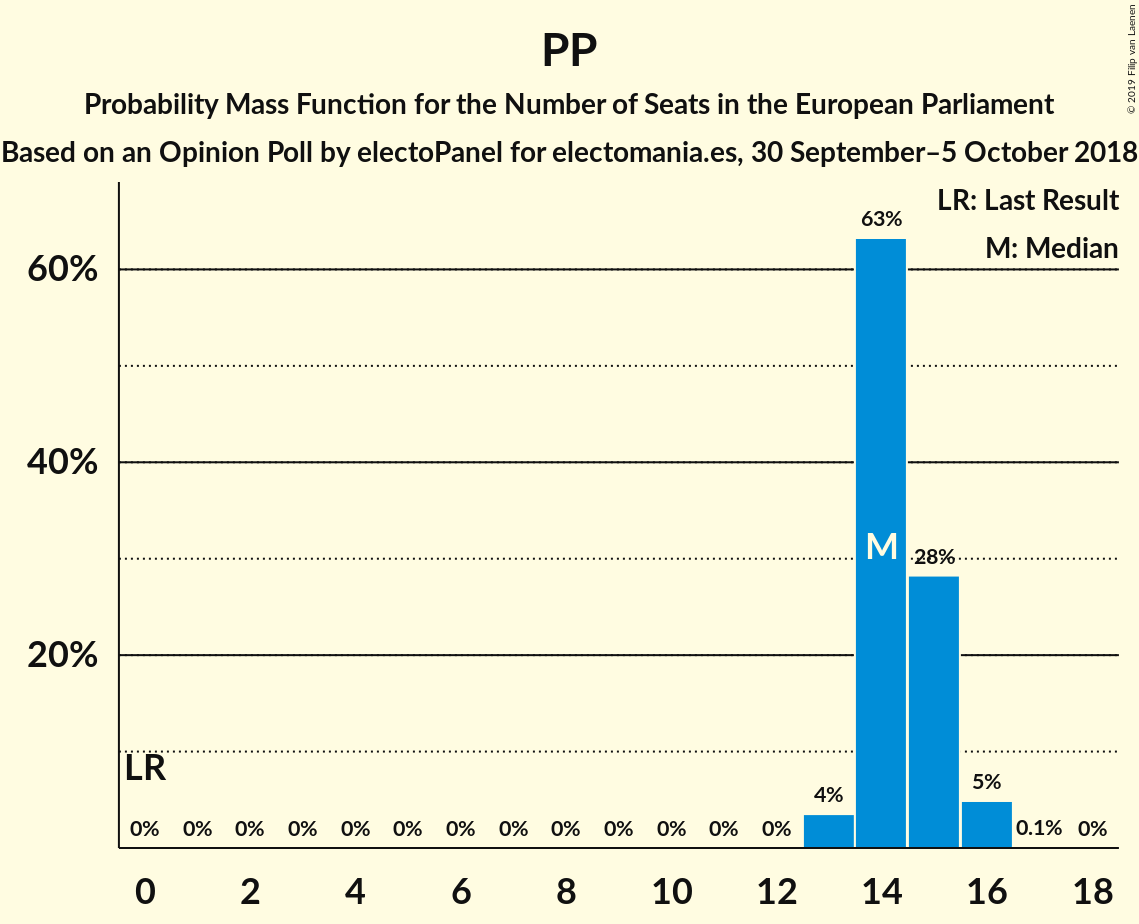 PP
Probability Mass Function for the Number of Seats in the European Parliament
Based on an Opinion Poll by electoPanel for electomania.es, 30 September–5 October 2018
© 2019 Filip van Laenen
LR: Last Result
M: Median
60%
40%
20%
63%
M
28%
LR
0% 0% 0% 0% 0% 0% 0% 0% 0% 0% 0% 0% 0% 4% 5% 0.1% 0%
0 2 4 6 8 10 12 14 16 18